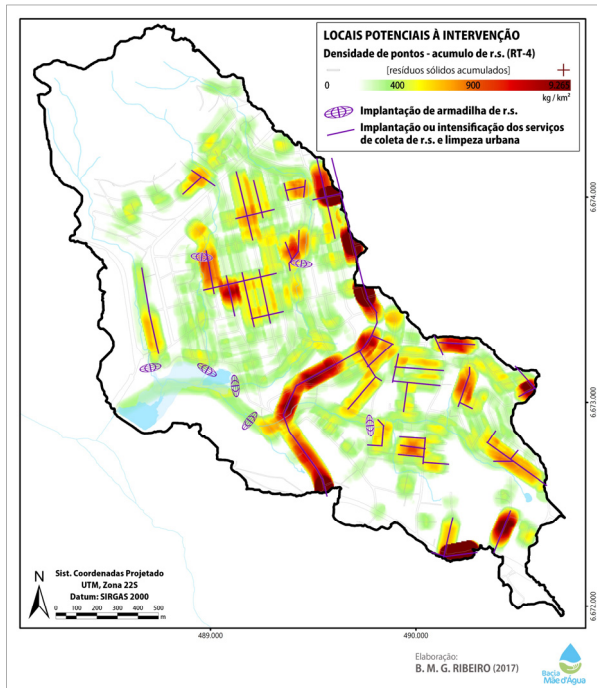 LOCAIS POTENCIAIS À INTERVENÇÃO
Densidade de pontos - acumulo de r.s. (RT-4)
[resíduos sólidos acumulados]
0 400 900 9.265
kg / km²
Implantação de armadilha de r.s.
Implantação ou intensificação dos serviços
de coleta de r.s. e limpeza urbana
6.674.000
6.673.000
6.672.000
N
Sist. Coordenadas Projetado
UTM, Zona 22S
Datum: SIRGAS 2000
0 100 200 300 400 500
m
489.000
490.000
Elaboração:
B. M. G. RIBEIRO (2017)
Bacia
Mãe d'Água